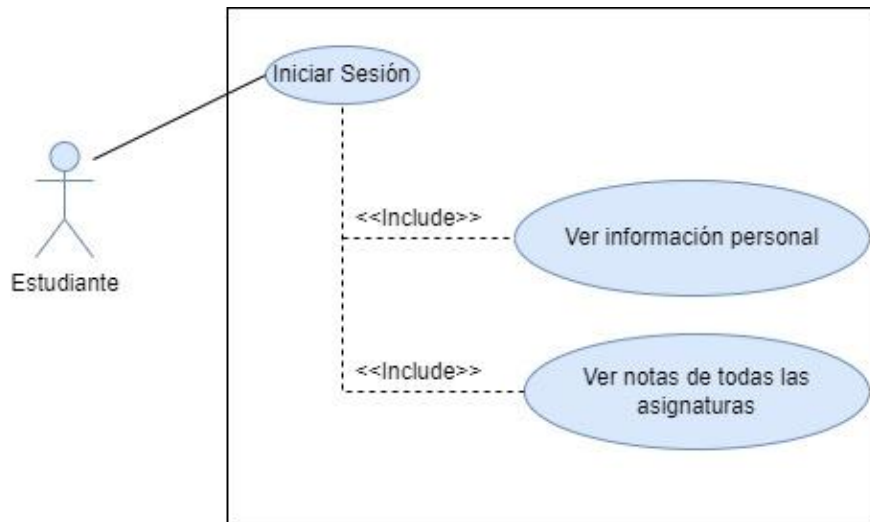 Iniciar Sesión
<<Include>>
Ver información personal
Estudiante
<<Include>>
Ver notas de todas las
asignaturas